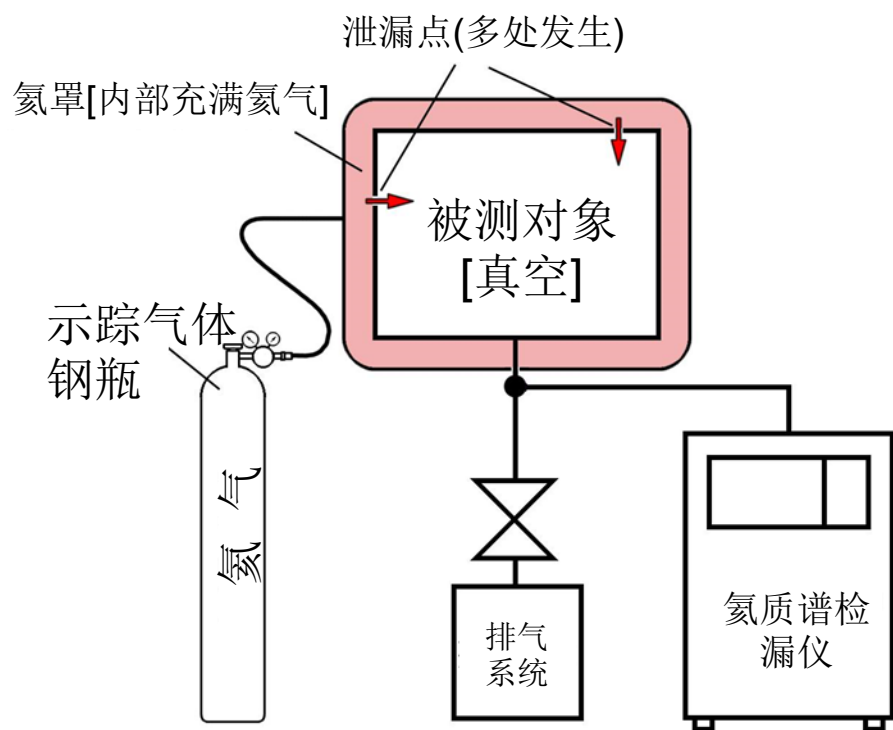 泄漏点(多处发生)
氦罩[内部充满氦气]
被测对象
[真空]
示踪气体
钢瓶
氦气
排气
系统
氦质谱检
漏仪